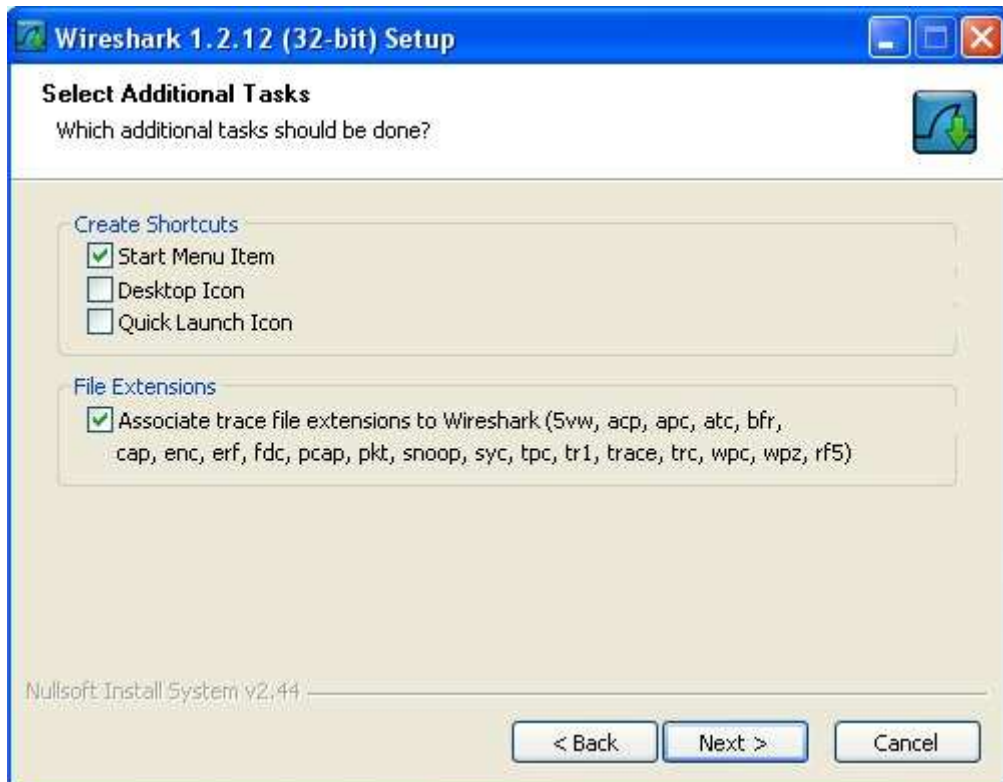 Wireshark 1.2.12 (32-bit) Setup
Select Additional Tasks
Which additional tasks should be done?
Create Shortcuts
Start Menu Item
Desktop Icon
Quick Launch Icon
File Extensions
Associate trace file extensions to Wireshark (5vw, acp, apc, atc, bfr,
cap, enc, erf, fdc, pcap, pkt, snoop, syc, tpc, tr1, trace, trc, wpc, wpz, rf5)
Nullsoft Install System v2.44
< Back Next > Cancel